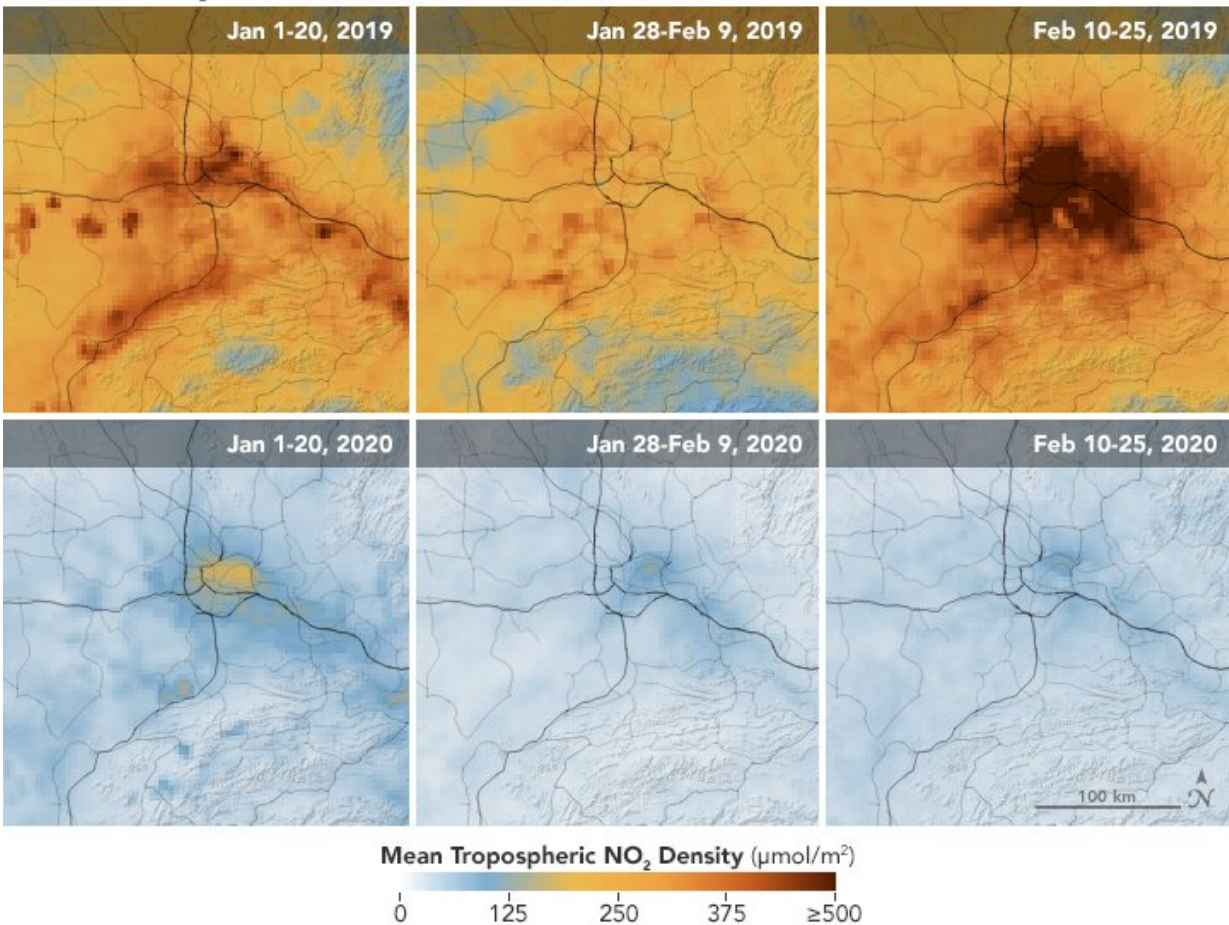 Jan 1-20, 2019
Jan 28-Feb 9, 2019
Feb 10-25, 2019
Jan 1-20, 2020
Jan 28-Feb 9, 2020
Feb 10-25, 2020
100 km
N
Mean Tropospheric NO₂ Density (µmol/m²)
0 125 250 375 ≥500